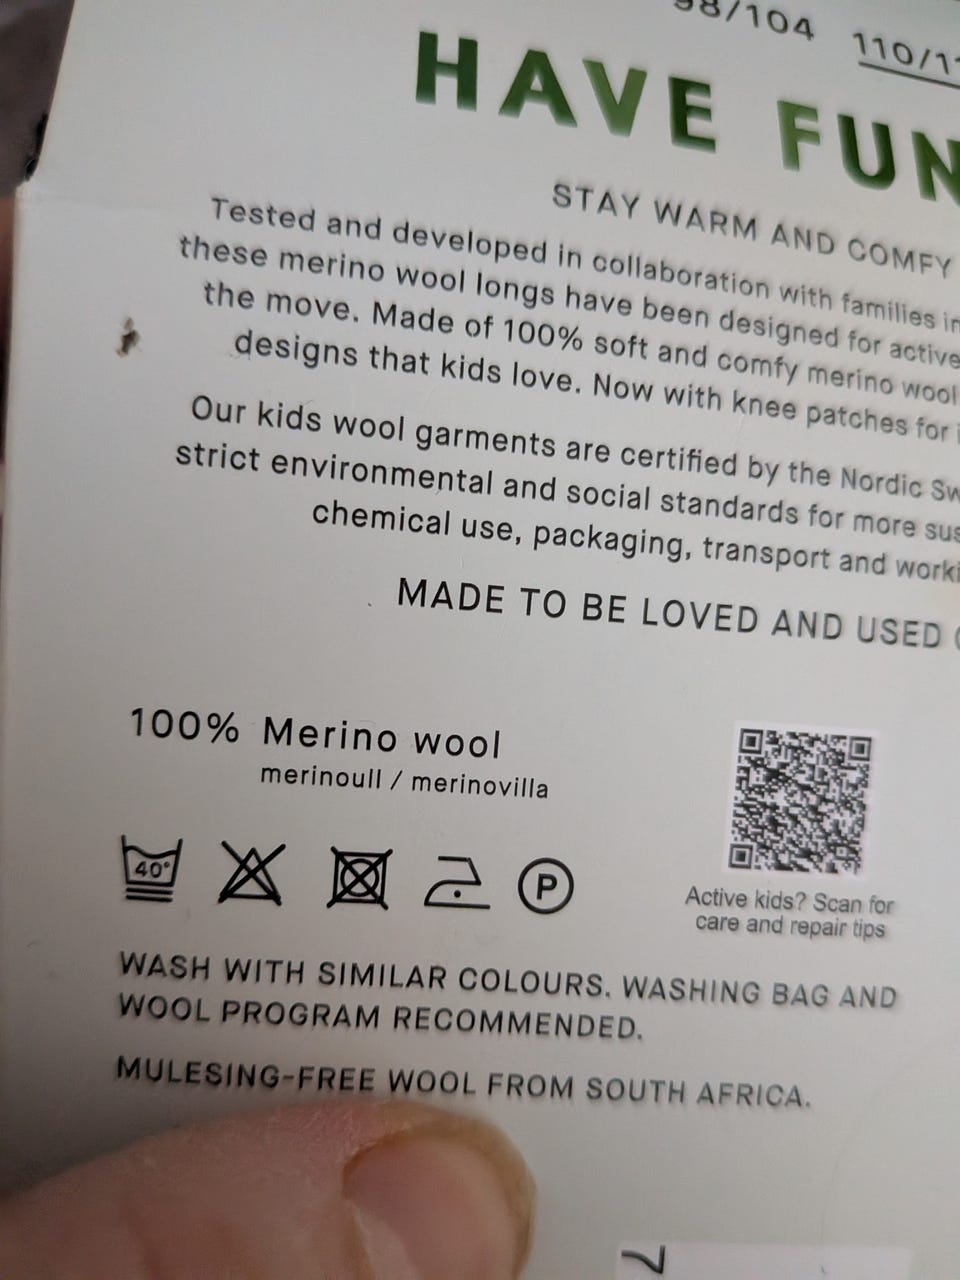 98/104 110/11
HAVE FUN
STAY WARM AND COMFY
Tested and developed in collaboration with families in
these merino wool longs have been designed for active
the move. Made of 100% soft and comfy merino wool
designs that kids love. Now with knee patches for
Our kids wool garments are certified by the Nordic Sw
strict environmental and social standards for more sus
chemical use, packaging, transport and worki
MADE TO BE LOVED AND USED
100% Merino wool
merinoull / merinovilla
40°
P
Active kids? Scan for
care and repair tips
WASH WITH SIMILAR COLOURS. WASHING BAG AND
WOOL PROGRAM RECOMMENDED.
MULESING-FREE WOOL FROM SOUTH AFRICA.
7